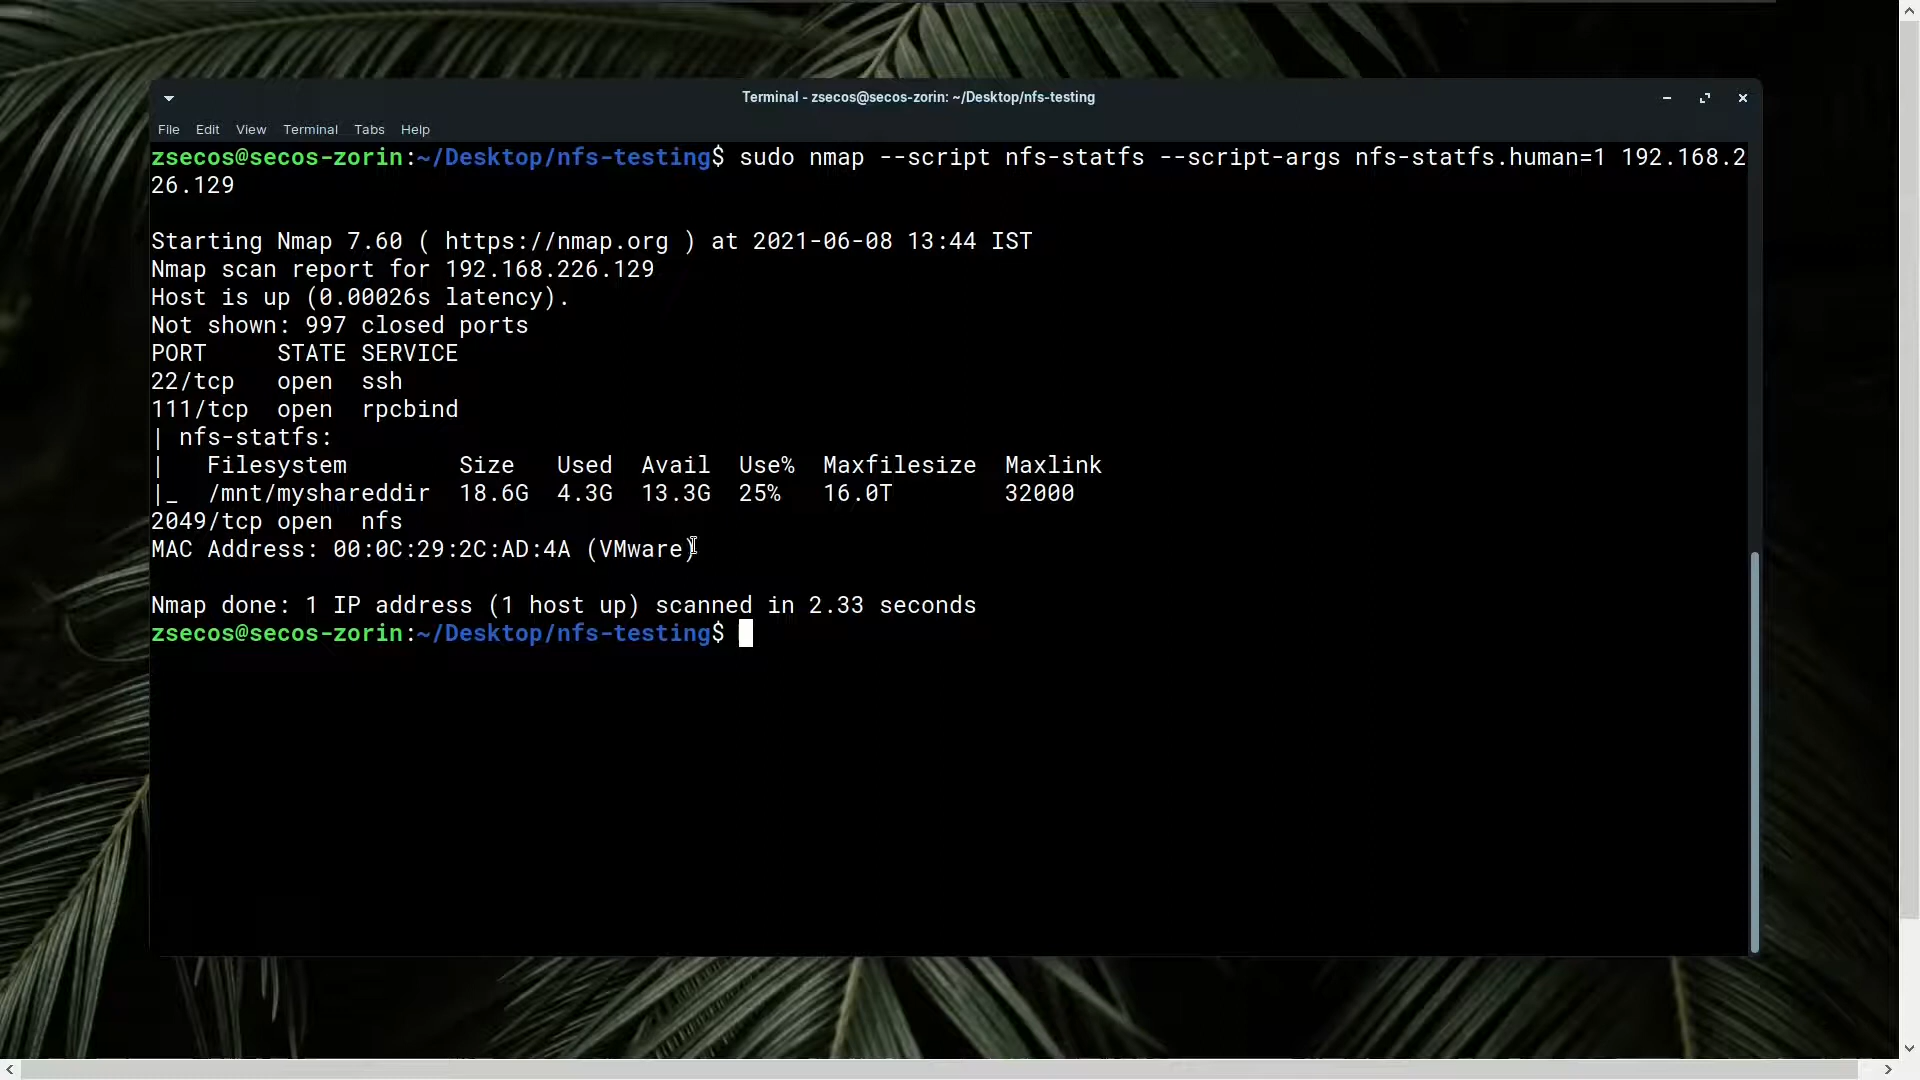 Terminal - zsecos@secos-zorin: ~/Desktop/nfs-testing
File Edit View Terminal Tabs Help
zsecos@secos-zorin:~/Desktop/nfs-testing$ sudo nmap --script nfs-statfs --script-args nfs-statfs.human=1 192.168.2
26.129
Starting Nmap 7.60 ( https://nmap.org ) at 2021-06-08 13:44 IST
Nmap scan report for 192.168.226.129
Host is up (0.00026s latency).
Not shown: 997 closed ports
PORT     STATE SERVICE
22/tcp   open  ssh
111/tcp  open  rpcbind
| nfs-statfs:
|   Filesystem        Size   Used  Avail  Use%  Maxfilesize  Maxlink
|_  /mnt/myshareddir  18.6G  4.3G  13.3G  25%   16.0T        32000
2049/tcp open  nfs
MAC Address: 00:0C:29:2C:AD:4A (VMware)
Nmap done: 1 IP address (1 host up) scanned in 2.33 seconds
zsecos@secos-zorin:~/Desktop/nfs-testing$